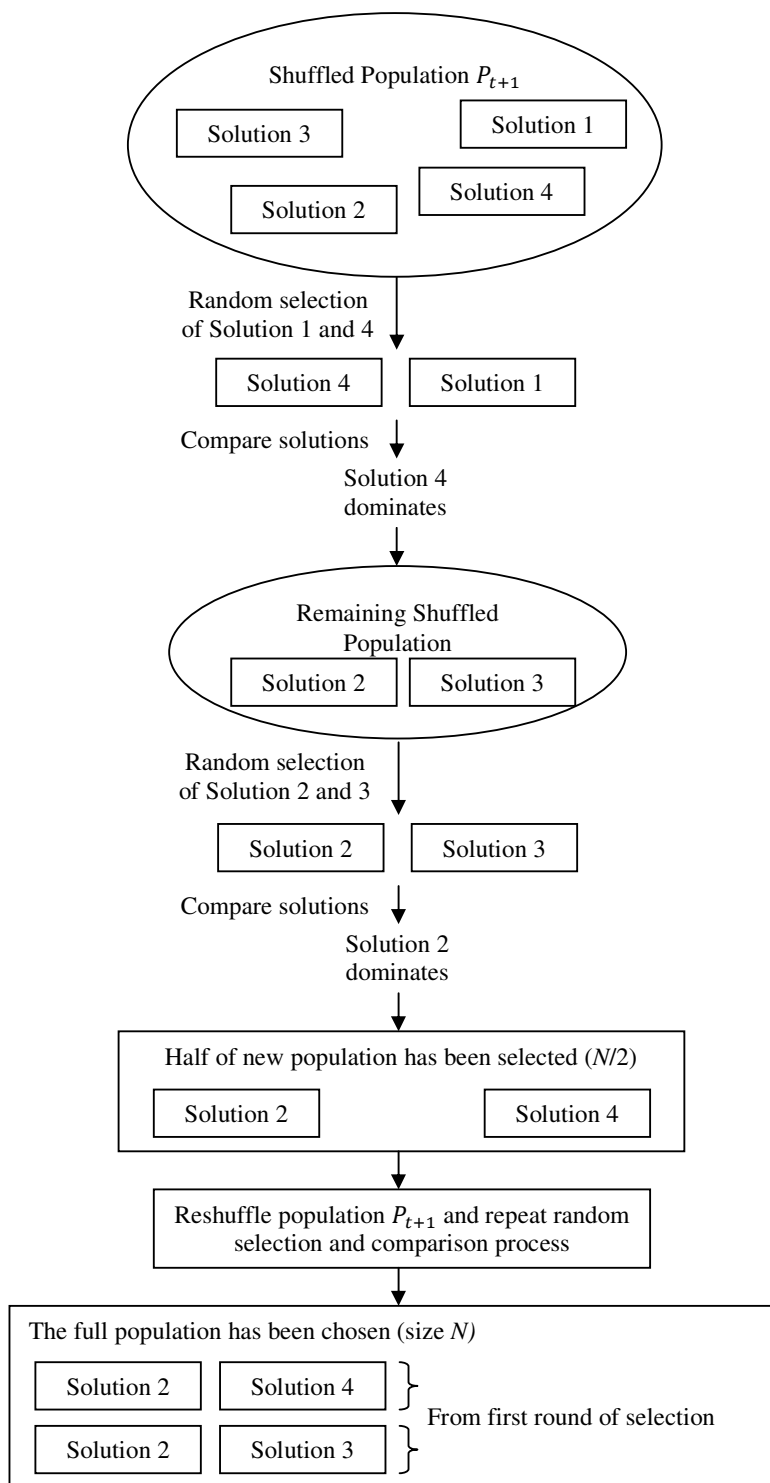 Shuffled Population P_{t+1}
Solution 3
Solution 1
Solution 2
Solution 4
Random selection
of Solution 1 and 4
Solution 4
Solution 1
Compare solutions
Solution 4
dominates
Remaining Shuffled
Population
Solution 2
Solution 3
Random selection
of Solution 2 and 3
Solution 2
Solution 3
Compare solutions
Solution 2
dominates
Half of new population has been selected (N/2)
Solution 2
Solution 4
Reshuffle population P_{t+1} and repeat random
selection and comparison process
The full population has been chosen (size N)
Solution 2
Solution 4
From first round of selection
Solution 2
Solution 3